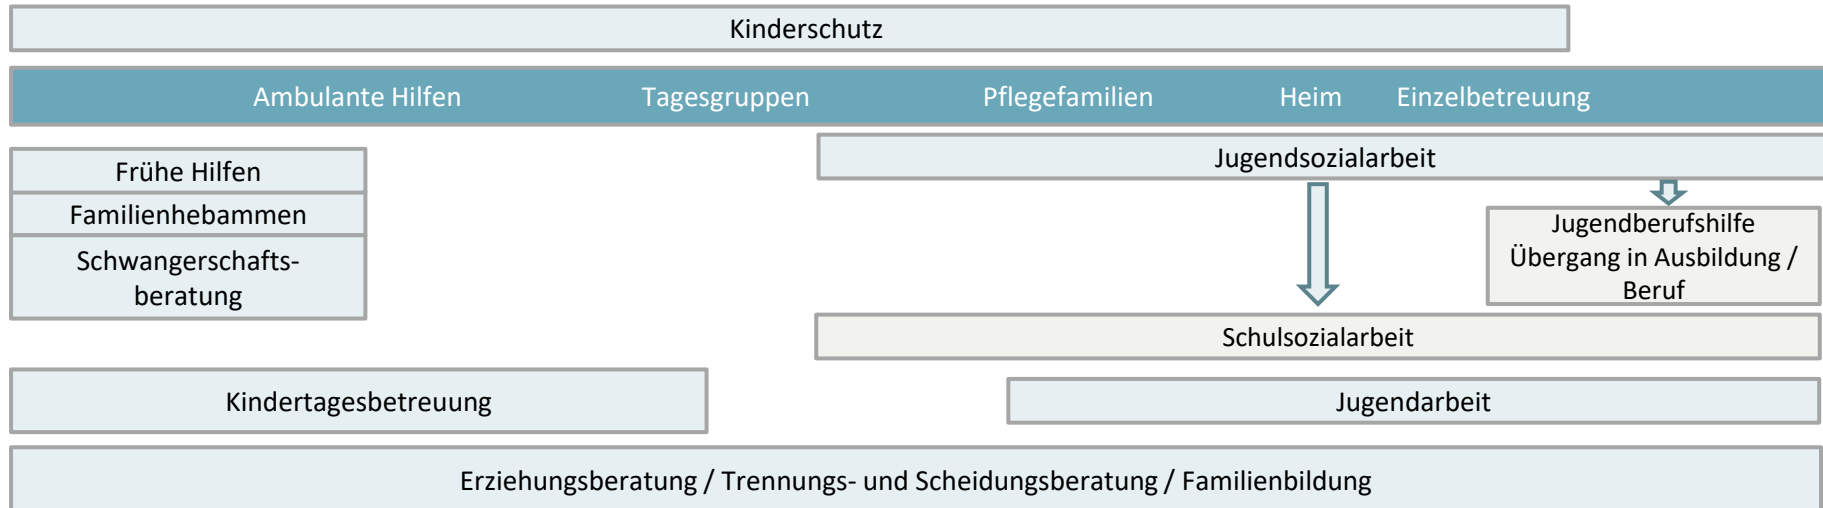 Kinderschutz
Ambulante Hilfen Tagesgruppen Pflegefamilien Heim Einzelbetreuung
Jugendsozialarbeit
Frühe Hilfen
Familienhebammen
Schwangerschafts-
beratung
Jugendberufshilfe
Übergang in Ausbildung /
Beruf
Schulsozialarbeit
Kindertagesbetreuung
Jugendarbeit
Erziehungsberatung / Trennungs- und Scheidungsberatung / Familienbildung